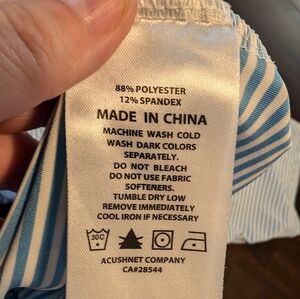 88% POLYESTER
12% SPANDEX
MADE IN CHINA
MACHINE WASH COLD
WASH DARK COLORS
SEPARATELY.
DO NOT BLEACH
DO NOT USE FABRIC
SOFTENERS.
TUMBLE DRY LOW
REMOVE IMMEDIATELY
COOL IRON IF NECESSARY
30C
ACUSHNET COMPANY
CA#28544